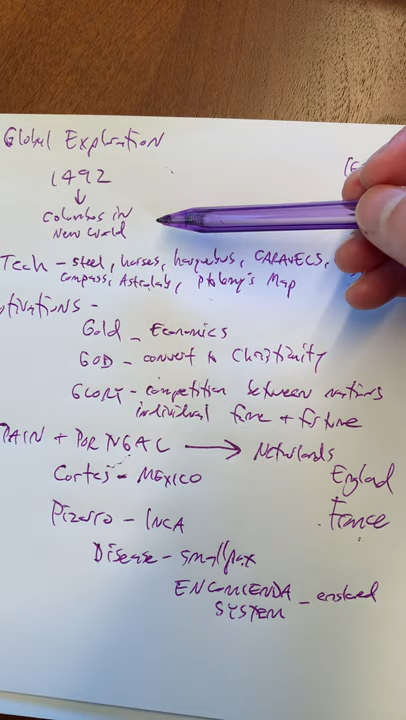 Global Exploration
1492
↓
Columbus in
New World
Tech - steel, horses, harquebus, CARAVELS,
compass, Astrolab, Ptolemy's Map
otivations -
Gold - Economics
GOD - convert to Christianity
GLORY - competition between nations
individual fame + fortune
PAIN + PORTUGAL → Netherlands
England
Cortes - MEXICO
France
Pizarro - INCA
Disease - smallpox
ENCOMIENDA - enslaved
SYSTEM